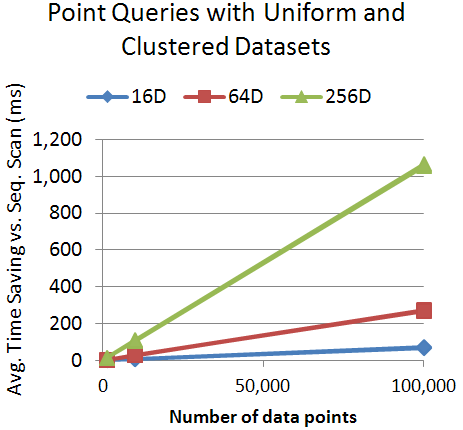 Point Queries with Uniform and
Clustered Datasets
16D 64D 256D
Avg. Time Saving vs. Seq. Scan (ms)
1,200
1,000
800
600
400
200
0
0 50,000 100,000
Number of data points